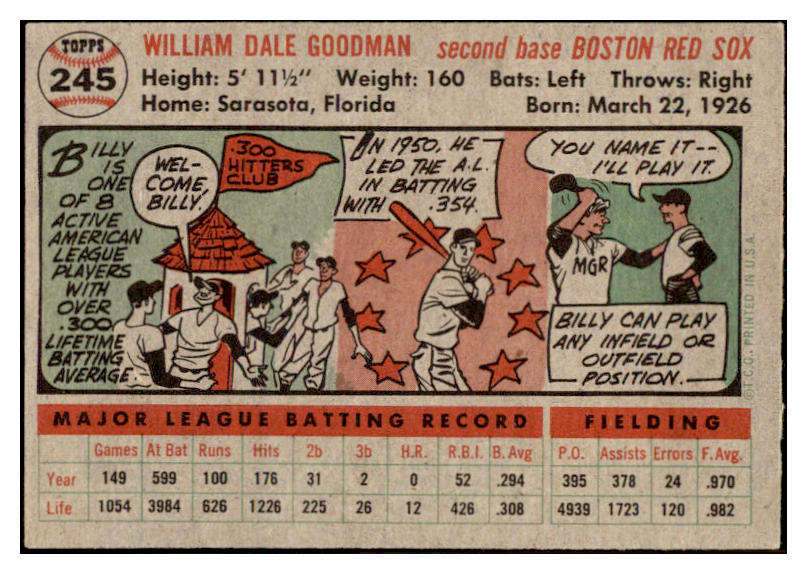 TOPPS
245
WILLIAM DALE GOODMAN second base BOSTON RED SOX
Height: 5' 11½" Weight: 160 Bats: Left Throws: Right
Home: Sarasota, Florida Born: March 22, 1926
BILLY
IS
ONE
OF 8
ACTIVE
AMERICAN
LEAGUE
PLAYERS
WITH
OVER
.300
LIFETIME
BATTING
AVERAGE.
WEL-
COME,
BILLY.
.300
HITTERS
CLUB
IN 1950, HE
LED THE A.L.
IN BATTING
WITH .354.
YOU NAME IT--
I'LL PLAY IT.
MGR
BILLY CAN PLAY
ANY INFIELD OR
OUTFIELD
POSITION.
©T.C.G. PRINTED IN U.S.A.
MAJOR LEAGUE BATTING RECORD FIELDING
Games At Bat Runs Hits 2b 3b H.R. R.B.I. B. Avg P.O. Assists Errors F. Avg.
Year 149 599 100 176 31 2 0 52 .294 395 378 24 .970
Life 1054 3984 626 1226 225 26 12 426 .308 4939 1723 120 .982